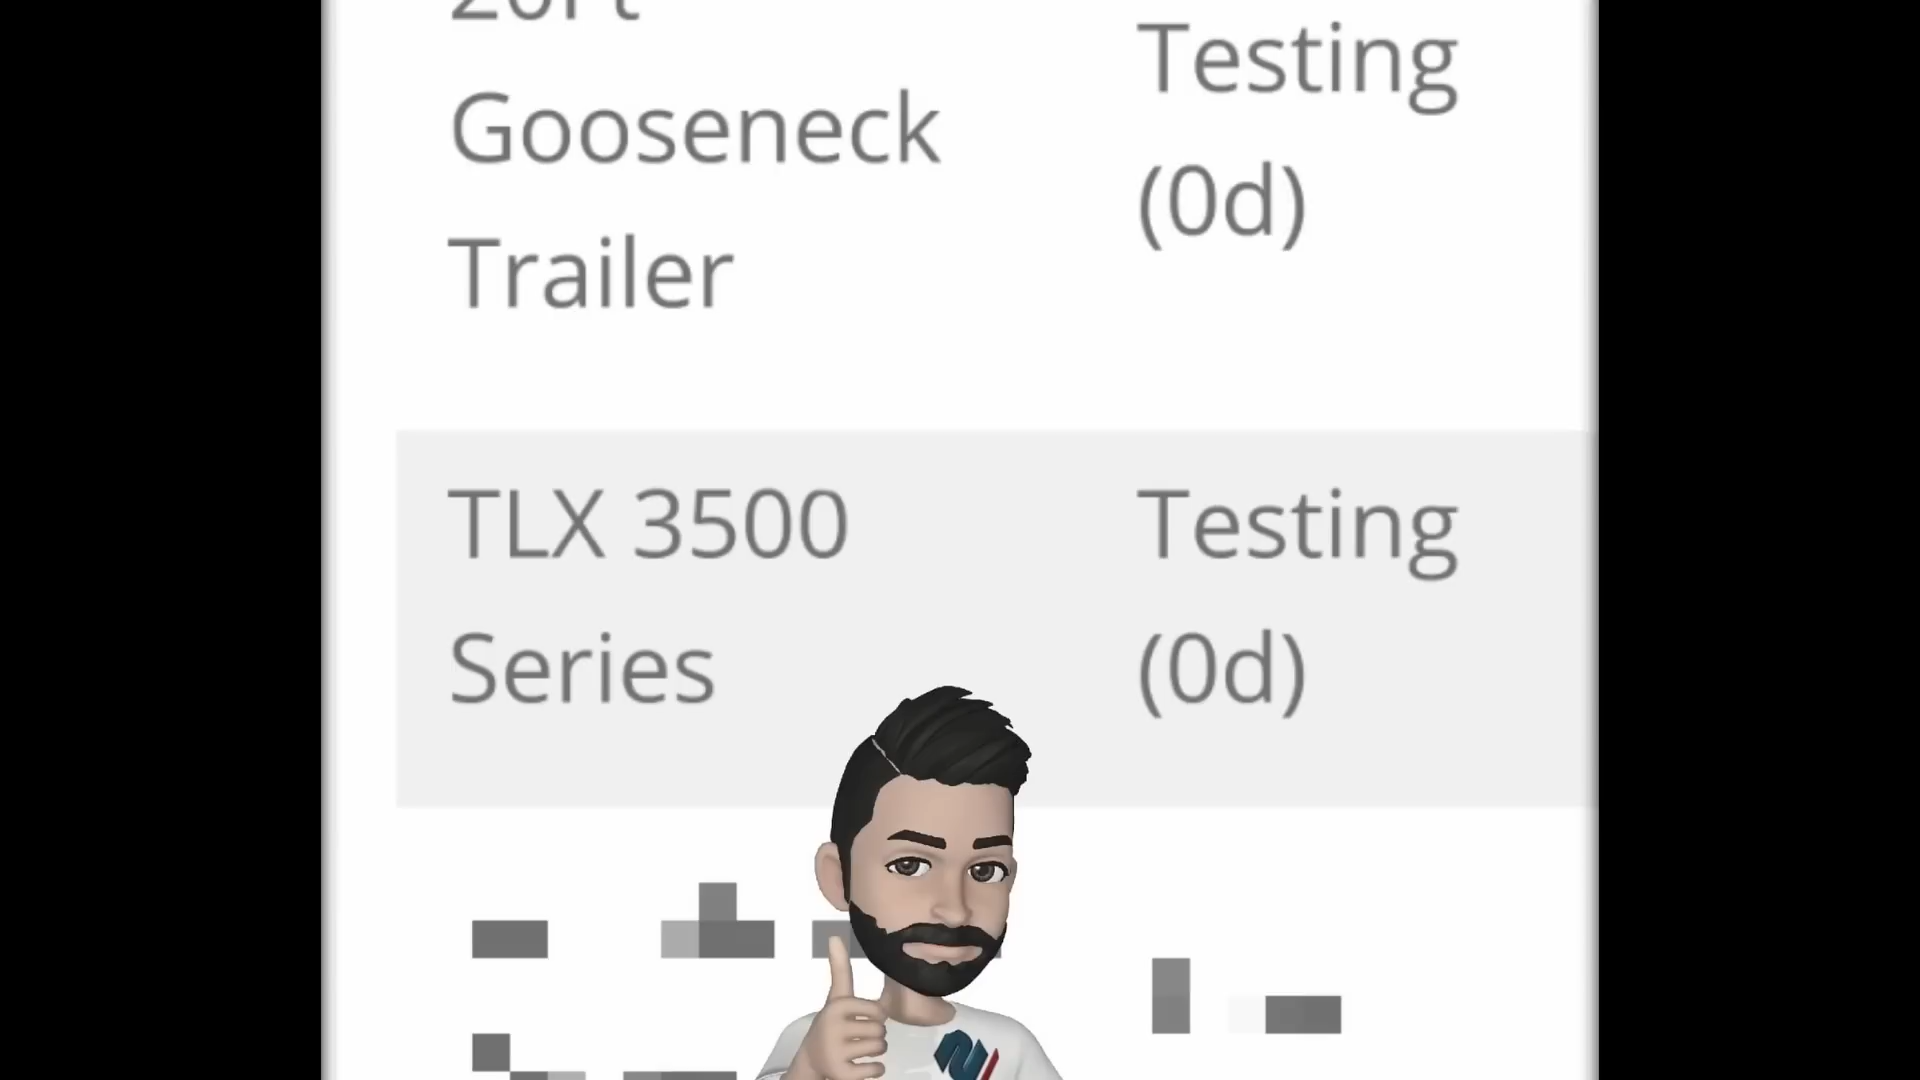 Gooseneck
Trailer
Testing
(0d)
TLX 3500
Series
Testing
(0d)